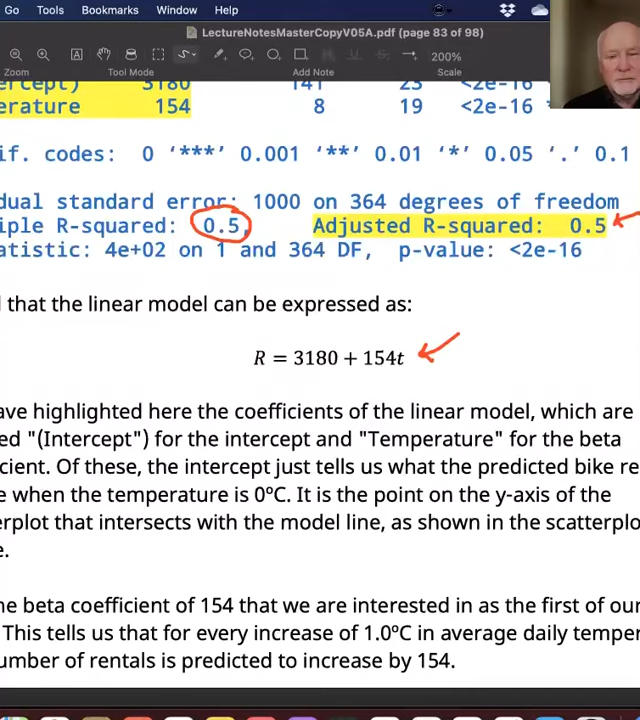 Go Tools Bookmarks Window Help
LectureNotesMasterCopyV05A.pdf (page 83 of 98)
Zoom Tool Mode Add Note Scale
200%
ercept) 3180 141 23 <2e-16
erature 154 8 19 <2e-16 *
if. codes: 0 ‘***’ 0.001 ‘**’ 0.01 ‘*’ 0.05 ‘.’ 0.1
dual standard error: 1000 on 364 degrees of freedom
iple R-squared: 0.5, Adjusted R-squared: 0.5
atistic: 4e+02 on 1 and 364 DF, p-value: <2e-16
that the linear model can be expressed as:
R = 3180 + 154t
ave highlighted here the coefficients of the linear model, which are
ed "(Intercept") for the intercept and "Temperature" for the beta
cient. Of these, the intercept just tells us what the predicted bike re
e when the temperature is 0ºC. It is the point on the y-axis of the
erplot that intersects with the model line, as shown in the scatterplo
e.
he beta coefficient of 154 that we are interested in as the first of our
This tells us that for every increase of 1.0ºC in average daily temper
umber of rentals is predicted to increase by 154.